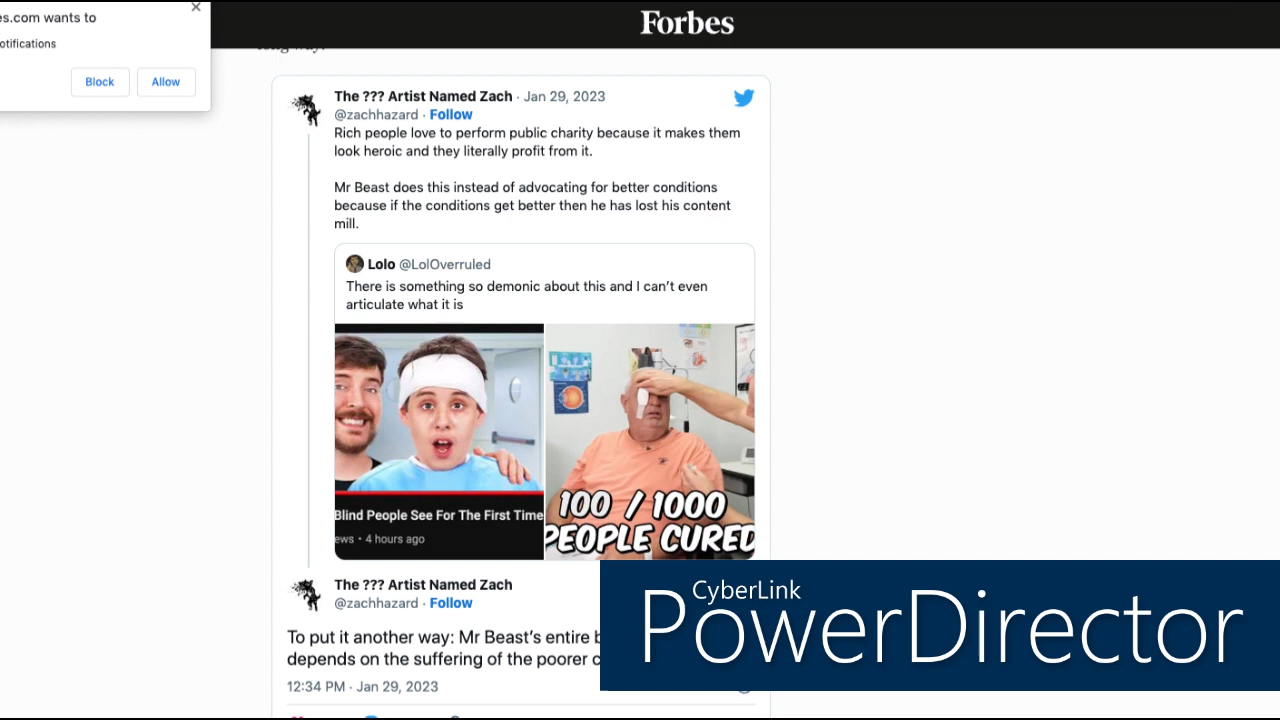 es.com wants to
otifications
Block
Allow
Forbes
The ??? Artist Named Zach · Jan 29, 2023
@zachhazard · Follow
Rich people love to perform public charity because it makes them
look heroic and they literally profit from it.
Mr Beast does this instead of advocating for better conditions
because if the conditions get better then he has lost his content
mill.
Lolo @LolOverruled
There is something so demonic about this and I can't even
articulate what it is
Blind People See For The First Time
ews • 4 hours ago
100 / 1000
PEOPLE CURED
The ??? Artist Named Zach
@zachhazard · Follow
To put it another way: Mr Beast's entire b
depends on the suffering of the poorer c
12:34 PM · Jan 29, 2023
CyberLink
PowerDirector